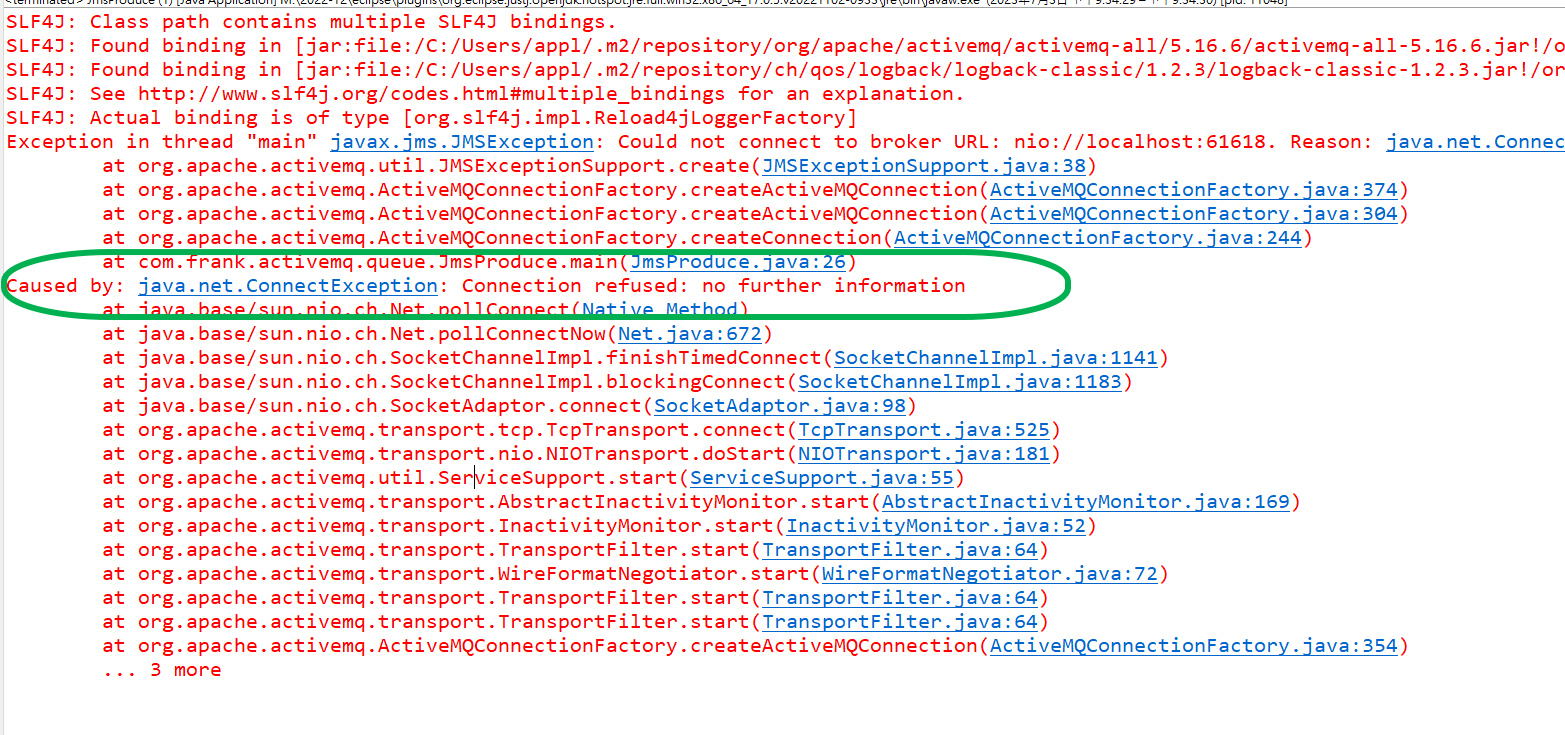 <terminated> JmsProduce (1) [Java Application]
SLF4J: Class path contains multiple SLF4J bindings.
SLF4J: Found binding in [jar:file:/C:/Users/appl/.m2/repository/org/apache/activemq/activemq-all/5.16.6/activemq-all-5.16.6.jar!/o
SLF4J: Found binding in [jar:file:/C:/Users/appl/.m2/repository/ch/qos/logback/logback-classic/1.2.3/logback-classic-1.2.3.jar!/or
SLF4J: See http://www.slf4j.org/codes.html#multiple_bindings for an explanation.
SLF4J: Actual binding is of type [org.slf4j.impl.Reload4jLoggerFactory]
Exception in thread "main" javax.jms.JMSException: Could not connect to broker URL: nio://localhost:61618. Reason: java.net.Connec
at org.apache.activemq.util.JMSExceptionSupport.create(JMSExceptionSupport.java:38)
at org.apache.activemq.ActiveMQConnectionFactory.createActiveMQConnection(ActiveMQConnectionFactory.java:374)
at org.apache.activemq.ActiveMQConnectionFactory.createActiveMQConnection(ActiveMQConnectionFactory.java:304)
at org.apache.activemq.ActiveMQConnectionFactory.createConnection(ActiveMQConnectionFactory.java:244)
at com.frank.activemq.queue.JmsProduce.main(JmsProduce.java:26)
Caused by: java.net.ConnectException: Connection refused: no further information
at java.base/sun.nio.ch.Net.pollConnect(Native Method)
at java.base/sun.nio.ch.Net.pollConnectNow(Net.java:672)
at java.base/sun.nio.ch.SocketChannelImpl.finishTimedConnect(SocketChannelImpl.java:1141)
at java.base/sun.nio.ch.SocketChannelImpl.blockingConnect(SocketChannelImpl.java:1183)
at java.base/sun.nio.ch.SocketAdaptor.connect(SocketAdaptor.java:98)
at org.apache.activemq.transport.tcp.TcpTransport.connect(TcpTransport.java:525)
at org.apache.activemq.transport.nio.NIOTransport.doStart(NIOTransport.java:181)
at org.apache.activemq.util.ServiceSupport.start(ServiceSupport.java:55)
at org.apache.activemq.transport.AbstractInactivityMonitor.start(AbstractInactivityMonitor.java:169)
at org.apache.activemq.transport.InactivityMonitor.start(InactivityMonitor.java:52)
at org.apache.activemq.transport.TransportFilter.start(TransportFilter.java:64)
at org.apache.activemq.transport.WireFormatNegotiator.start(WireFormatNegotiator.java:72)
at org.apache.activemq.transport.TransportFilter.start(TransportFilter.java:64)
at org.apache.activemq.transport.TransportFilter.start(TransportFilter.java:64)
at org.apache.activemq.ActiveMQConnectionFactory.createActiveMQConnection(ActiveMQConnectionFactory.java:354)
... 3 more